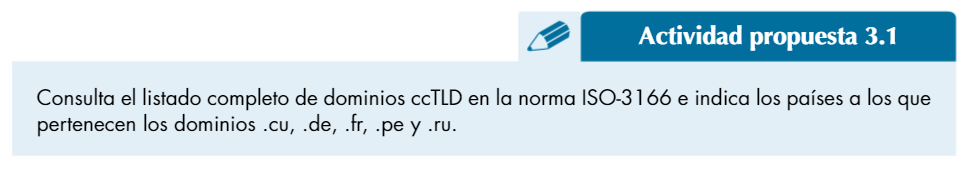 Actividad propuesta 3.1
Consulta el listado completo de dominios ccTLD en la norma ISO-3166 e indica los países a los que
pertenecen los dominios .cu, .de, .fr, .pe y .ru.